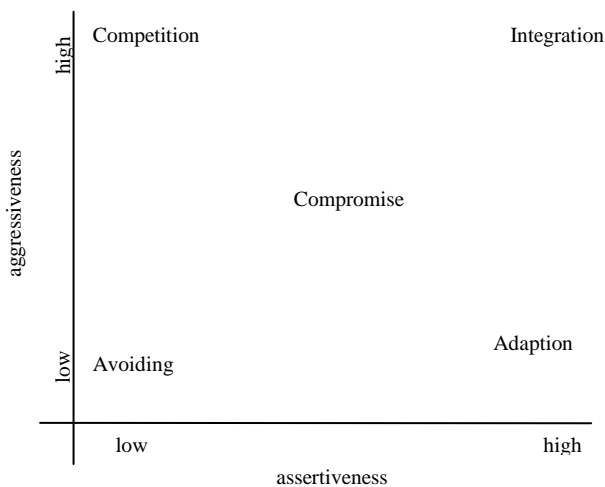 Competition
Integration
high
aggressiveness
Compromise
Adaption
low
Avoiding
low
high
assertiveness